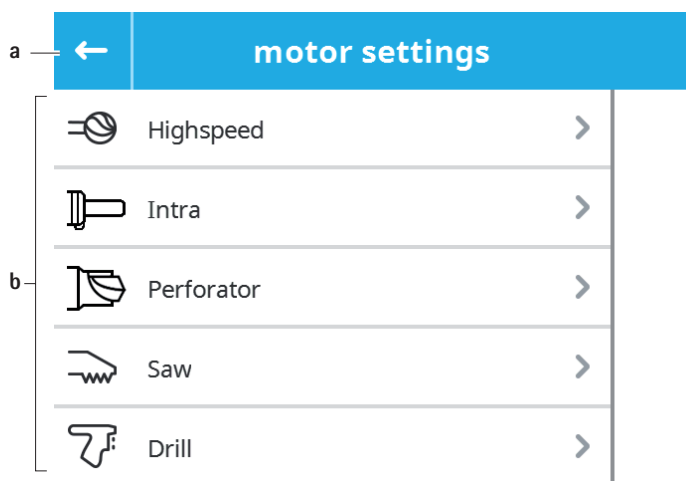 a
motor settings
Highspeed
Intra
b
Perforator
Saw
Drill